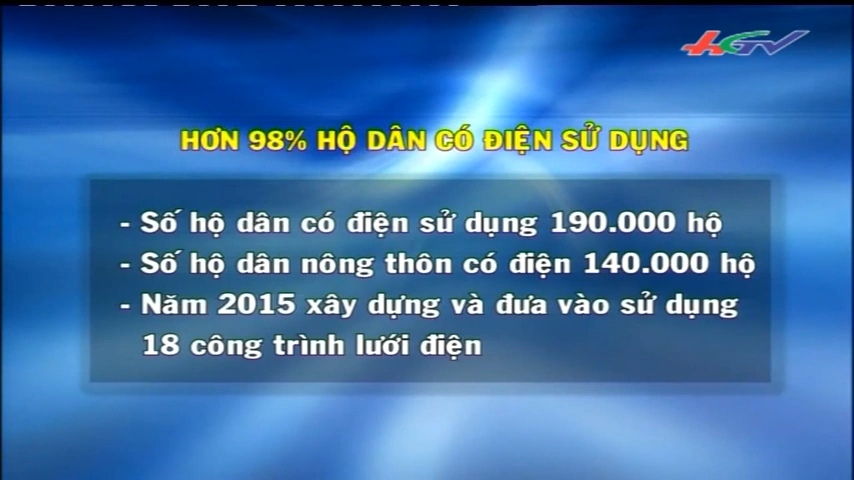 HGTV
HƠN 98% HỘ DÂN CÓ ĐIỆN SỬ DỤNG
- Số hộ dân có điện sử dụng 190.000 hộ
- Số hộ dân nông thôn có điện 140.000 hộ
- Năm 2015 xây dựng và đưa vào sử dụng
18 công trình lưới điện